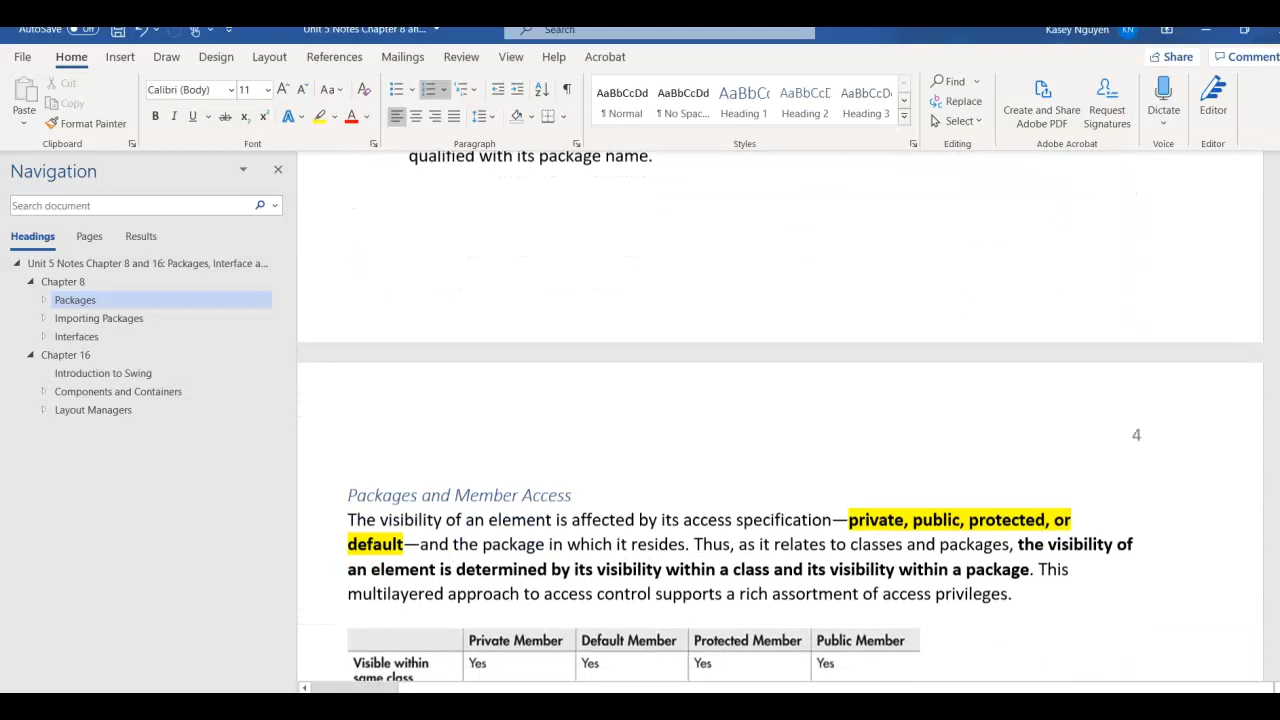 AutoSave Off Unit 5 Notes Chapter 8 an... Search Kasey Nguyen KN
File Home Insert Draw Design Layout References Mailings Review View Help Acrobat Share Comment
Paste Cut Copy Format Painter Clipboard
Calibri (Body) 11 Font
Paragraph
AaBbCcDd ¶ Normal AaBbCcDd ¶ No Spac... AaBbC( Heading 1 AaBbCcD Heading 2 AaBbCcD Heading 3 Styles
Find Replace Select Editing
Create and Share Adobe PDF Request Signatures Adobe Acrobat
Dictate Voice
Editor Editor
Navigation
Search document
Headings Pages Results
Unit 5 Notes Chapter 8 and 16: Packages, Interface a...
Chapter 8
Packages
Importing Packages
Interfaces
Chapter 16
Introduction to Swing
Components and Containers
Layout Managers
qualified with its package name.
4
Packages and Member Access
The visibility of an element is affected by its access specification—private, public, protected, or
default—and the package in which it resides. Thus, as it relates to classes and packages, the visibility of
an element is determined by its visibility within a class and its visibility within a package. This
multilayered approach to access control supports a rich assortment of access privileges.
Private Member Default Member Protected Member Public Member
Visible within Yes Yes Yes Yes
same class